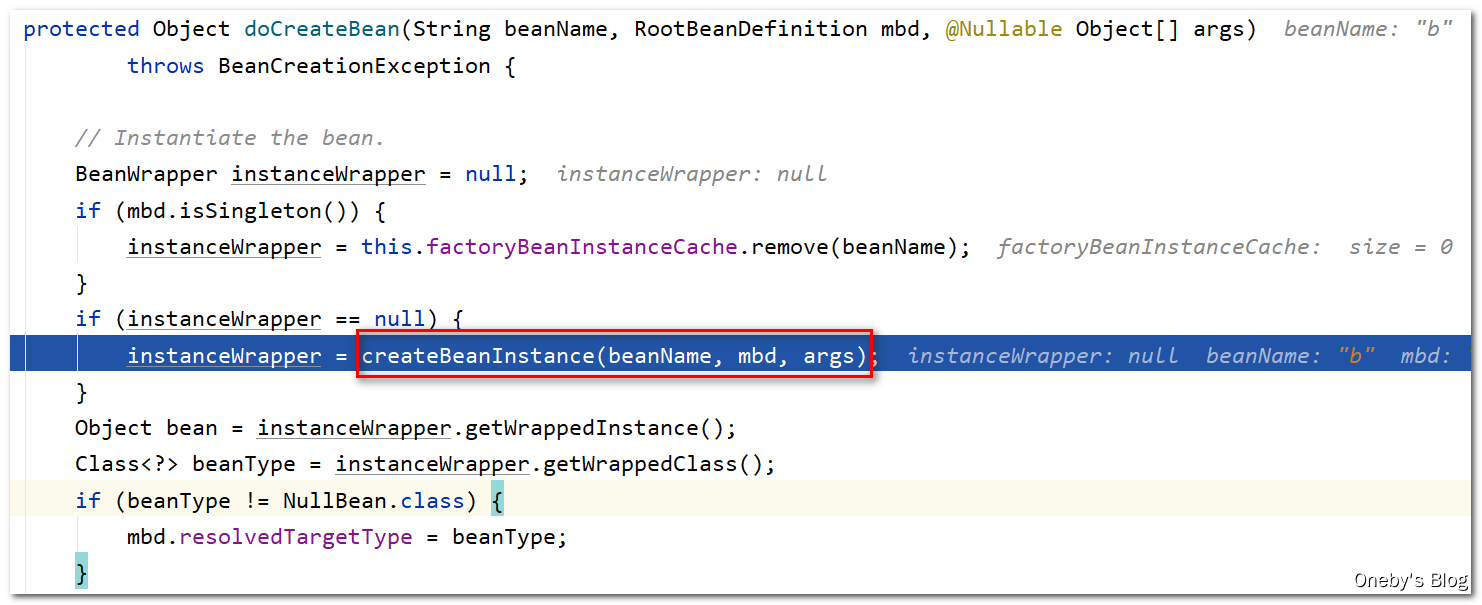 protected Object doCreateBean(String beanName, RootBeanDefinition mbd, @Nullable Object[] args)  beanName: "b"
        throws BeanCreationException {
    // Instantiate the bean.
    BeanWrapper instanceWrapper = null;  instanceWrapper: null
    if (mbd.isSingleton()) {
        instanceWrapper = this.factoryBeanInstanceCache.remove(beanName);  factoryBeanInstanceCache:  size = 0
    }
    if (instanceWrapper == null) {
        instanceWrapper = createBeanInstance(beanName, mbd, args);  instanceWrapper: null  beanName: "b"  mbd:
    }
    Object bean = instanceWrapper.getWrappedInstance();
    Class<?> beanType = instanceWrapper.getWrappedClass();
    if (beanType != NullBean.class) {
        mbd.resolvedTargetType = beanType;
    }
Oneby's Blog